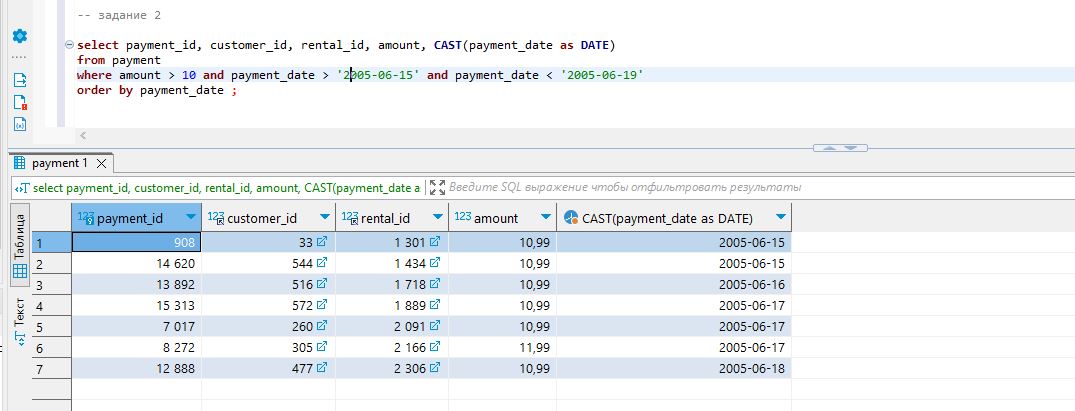 -- задание 2
select payment_id, customer_id, rental_id, amount, CAST(payment_date as DATE)
from payment
where amount > 10 and payment_date > '2005-06-15' and payment_date < '2005-06-19'
order by payment_date ;
payment 1
select payment_id, customer_id, rental_id, amount, CAST(payment_date a
Введите SQL выражение чтобы отфильтровать результаты
Таблица
Текст
123 payment_id 123 customer_id 123 rental_id 123 amount CAST(payment_date as DATE)
1 908 33 1 301 10,99 2005-06-15
2 14 620 544 1 434 10,99 2005-06-15
3 13 892 516 1 718 10,99 2005-06-16
4 15 313 572 1 889 10,99 2005-06-17
5 7 017 260 2 091 10,99 2005-06-17
6 8 272 305 2 166 11,99 2005-06-17
7 12 888 477 2 306 10,99 2005-06-18